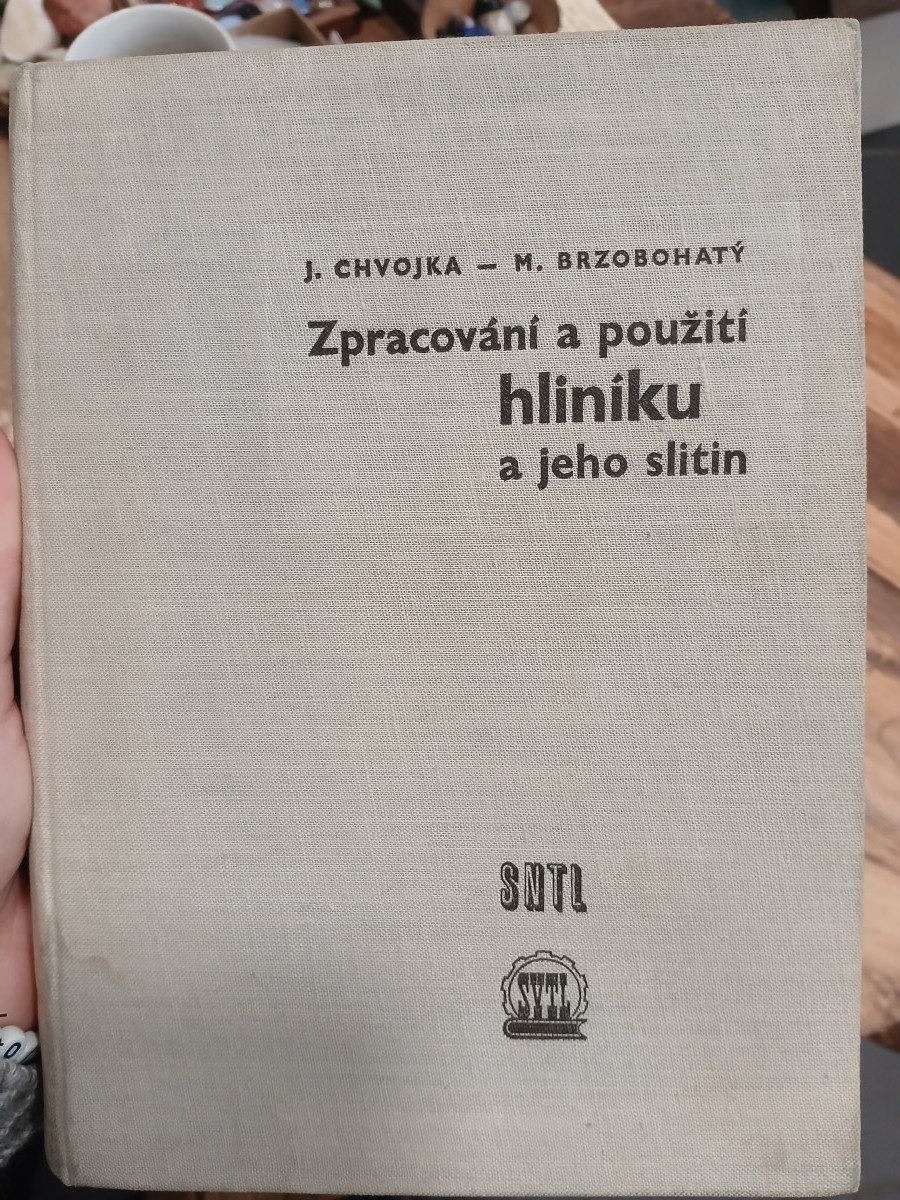 J. CHVOJKA — M. BRZOBOHATÝ
Zpracování a použití
hliníku
a jeho slitin
SNTL
SVTL